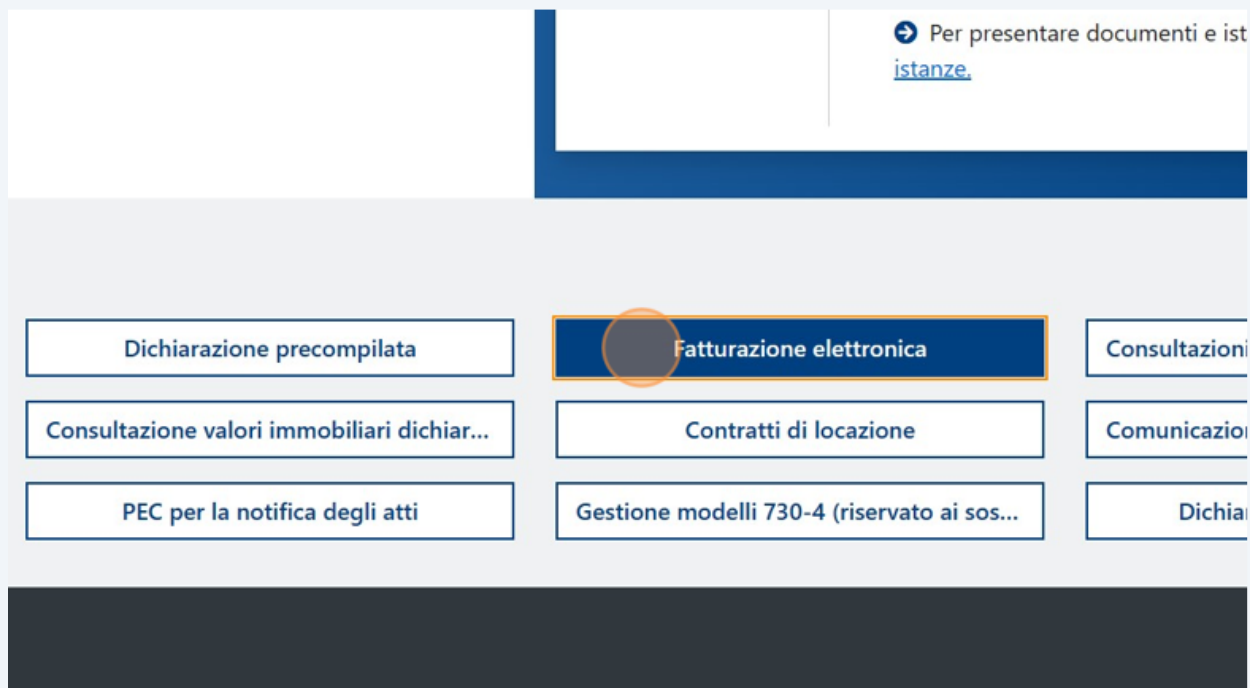 Per presentare documenti e ist
istanze.
Dichiarazione precompilata
Fatturazione elettronica
Consultazioni
Consultazione valori immobiliari dichiar...
Contratti di locazione
Comunicazio
PEC per la notifica degli atti
Gestione modelli 730-4 (riservato ai sos...
Dichia